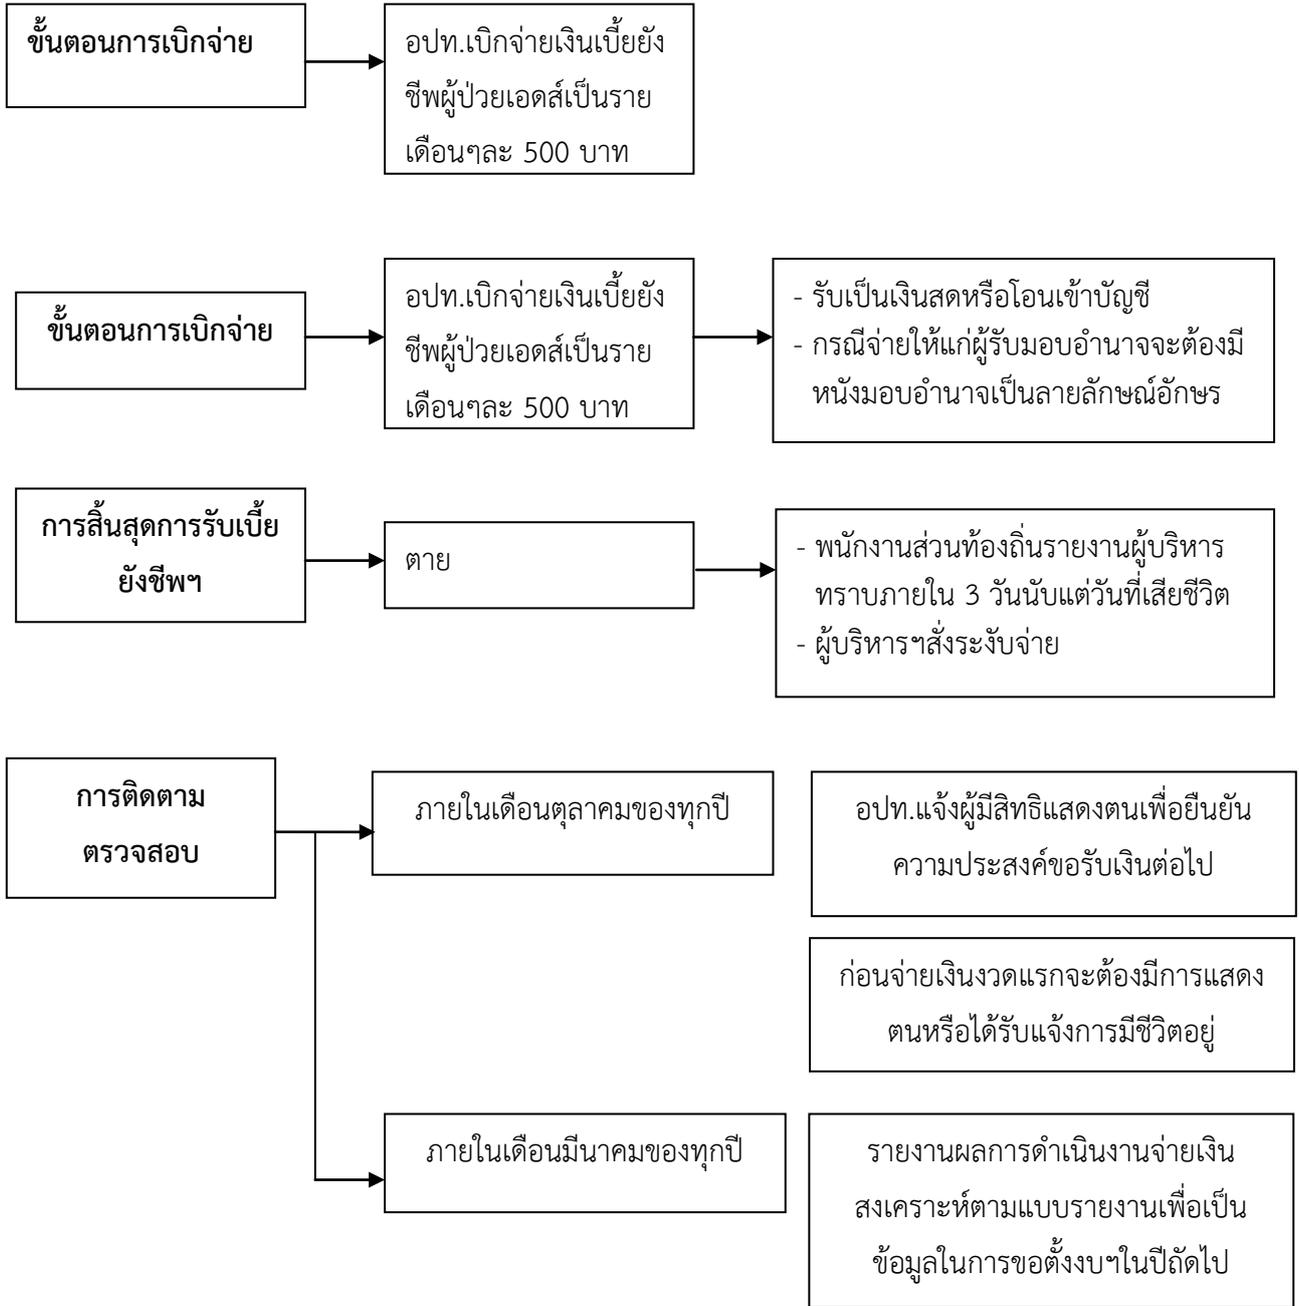 ขั้นตอนการเบิกจ่าย
อปท.เบิกจ่ายเงินเบี้ยยัง
ชีพผู้ป่วยเอดส์เป็นราย
เดือนๆละ 500 บาท
ขั้นตอนการเบิกจ่าย
อปท.เบิกจ่ายเงินเบี้ยยัง
ชีพผู้ป่วยเอดส์เป็นราย
เดือนๆละ 500 บาท
- รับเป็นเงินสดหรือโอนเข้าบัญชี
- กรณีจ่ายให้แก่ผู้รับมอบอำนาจจะต้องมี
หนังมอบอำนาจเป็นลายลักษณ์อักษร
การสิ้นสุดการรับเบี้ย
ยังชีพฯ
ตาย
- พนักงานส่วนท้องถิ่นรายงานผู้บริหาร
ทราบภายใน 3 วันนับแต่วันที่เสียชีวิต
- ผู้บริหารฯสั่งระงับจ่าย
การติดตาม
ตรวจสอบ
ภายในเดือนตุลาคมของทุกปี
อปท.แจ้งผู้มีสิทธิแสดงตนเพื่อยืนยัน
ความประสงค์ขอรับเงินต่อไป
ก่อนจ่ายเงินงวดแรกจะต้องมีการแสดง
ตนหรือได้รับแจ้งการมีชีวิตอยู่
ภายในเดือนมีนาคมของทุกปี
รายงานผลการดำเนินงานจ่ายเงิน
สงเคราะห์ตามแบบรายงานเพื่อเป็น
ข้อมูลในการขอตั้งงบฯในปีถัดไป